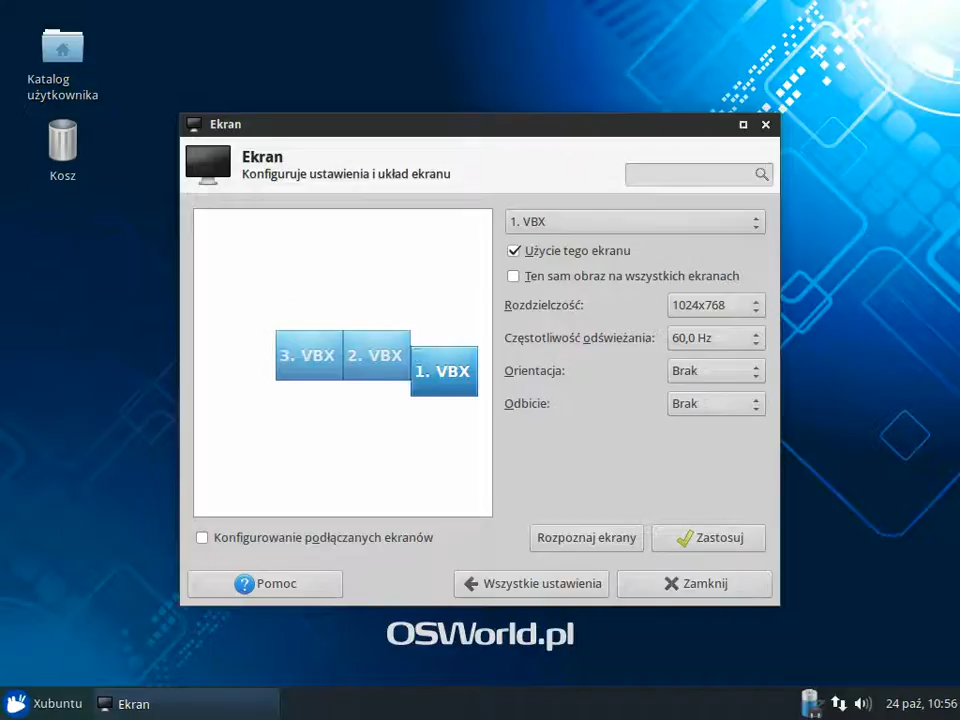 Katalog
użytkownika
Kosz
Ekran
Ekran
Konfiguruje ustawienia i układ ekranu
1. VBX
Użycie tego ekranu
Ten sam obraz na wszystkich ekranach
Rozdzielczość:
1024x768
Częstotliwość odświeżania:
60,0 Hz
Orientacja:
Brak
Odbicie:
Brak
3. VBX
2. VBX
1. VBX
Konfigurowanie podłączanych ekranów
Rozpoznaj ekrany
Zastosuj
Pomoc
Wszystkie ustawienia
Zamknij
OSWorld.pl
Xubuntu
Ekran
24 paź, 10:56